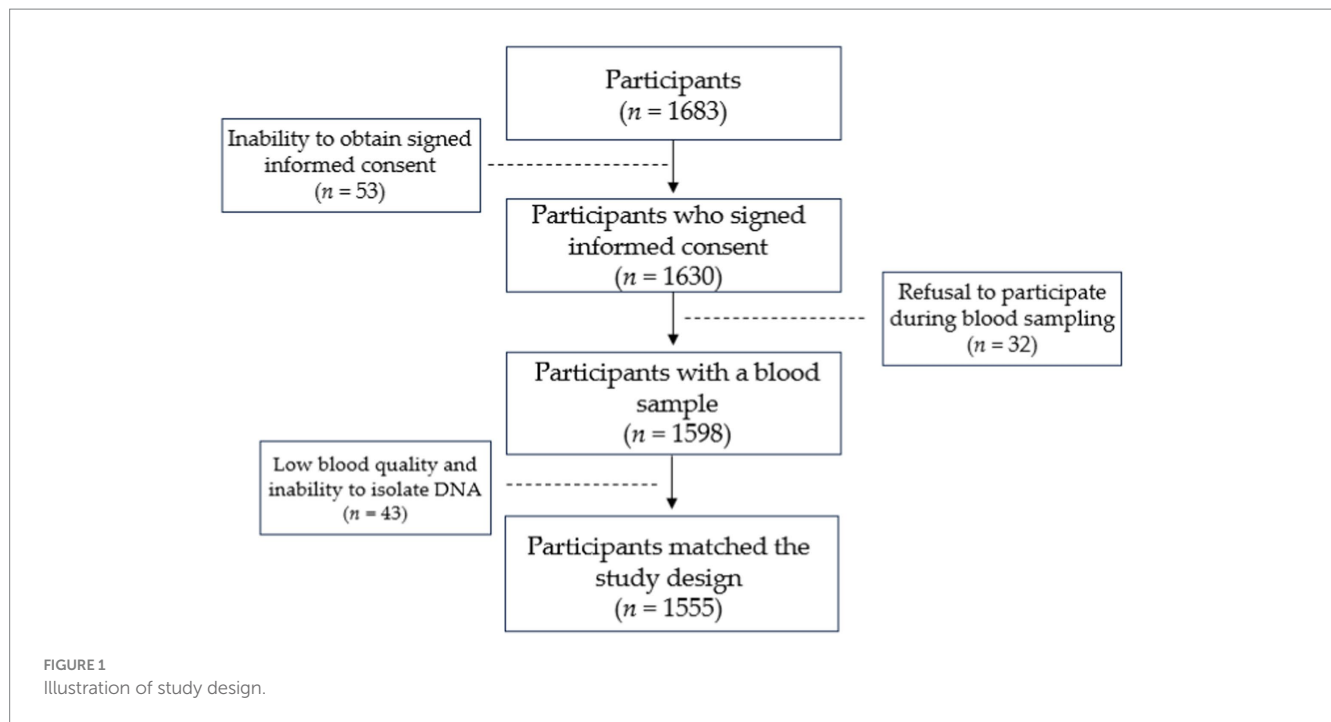 Participants
(n = 1683)
Inability to obtain signed
informed consent
(n = 53)
Participants who signed
informed consent
(n = 1630)
Refusal to participate
during blood sampling
(n = 32)
Participants with a blood
sample
(n = 1598)
Low blood quality and
inability to isolate DNA
(n = 43)
Participants matched the
study design
(n = 1555)
FIGURE 1
Illustration of study design.